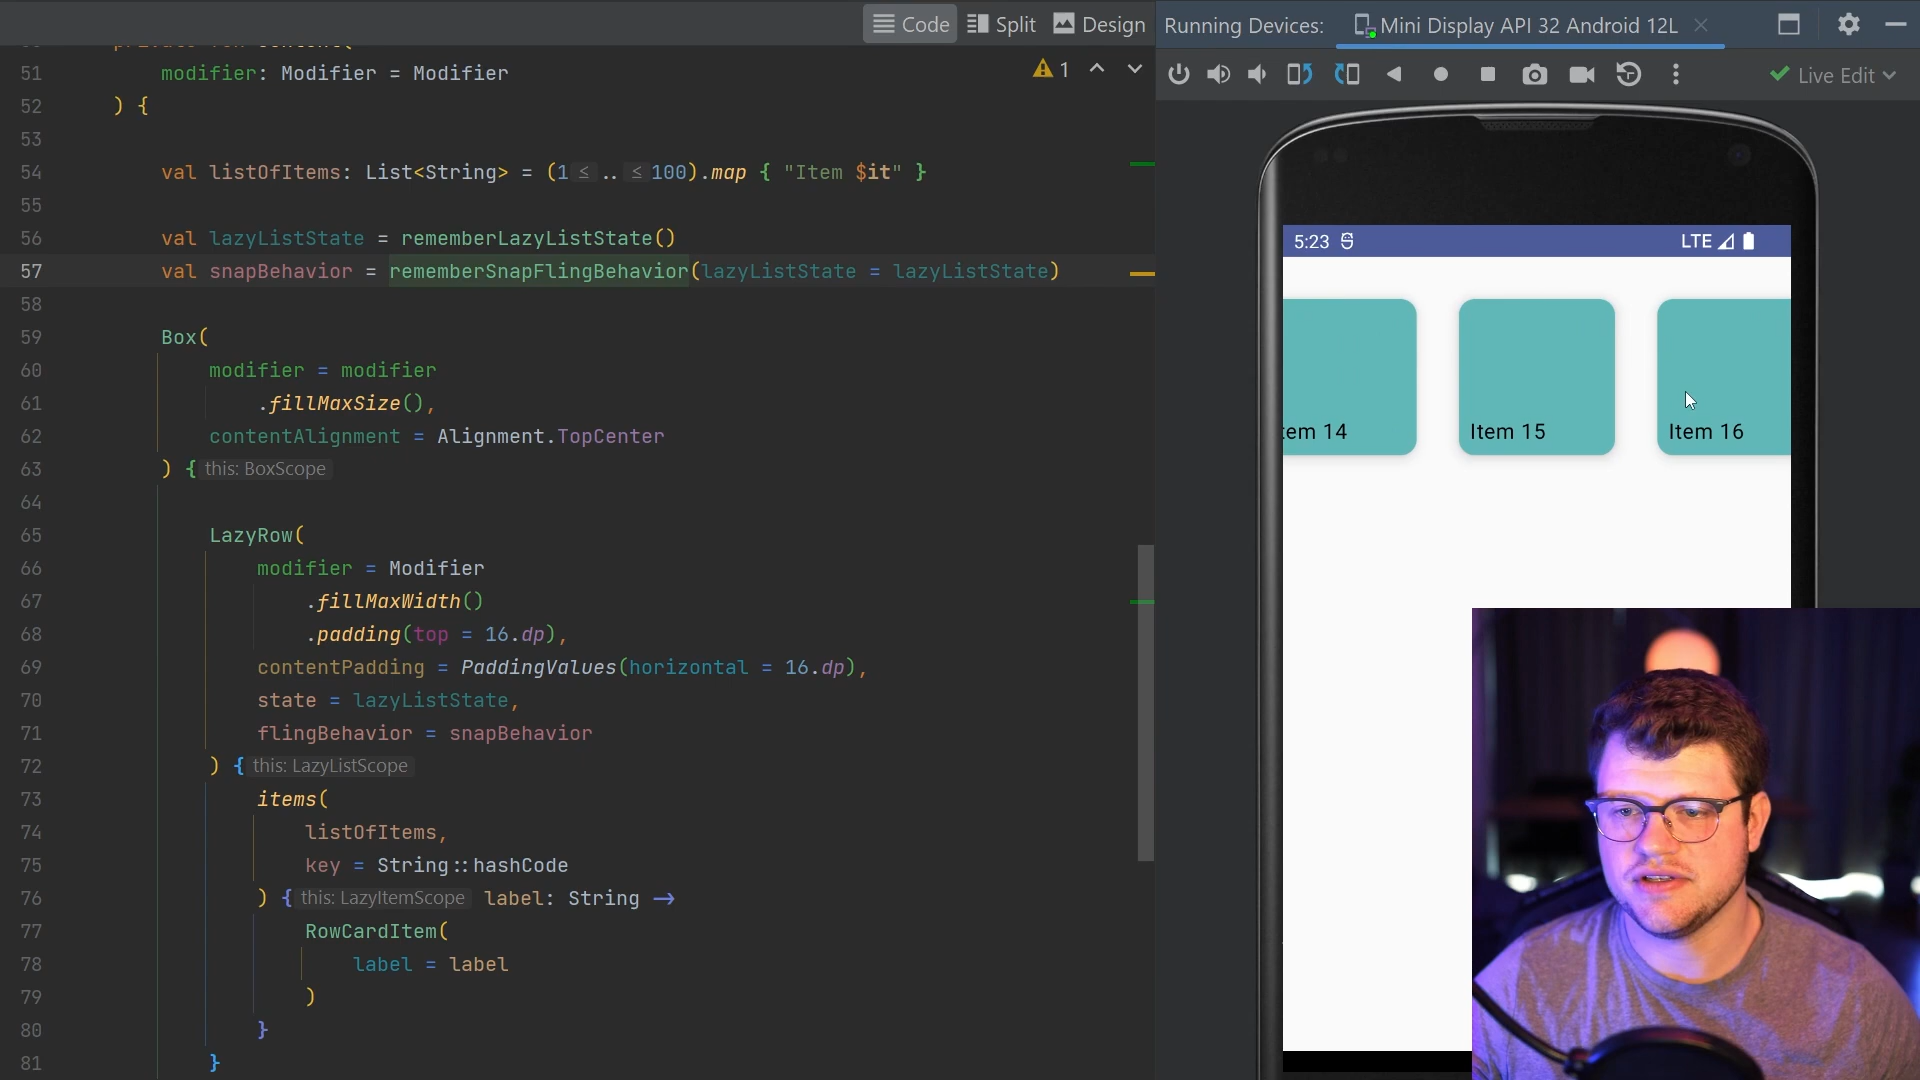 Code Split Design
Running Devices: Mini Display API 32 Android 12L
Live Edit
1
51 modifier: Modifier = Modifier
52 ) {
53
54 val listOfItems: List<String> = (1 ≤ .. ≤ 100).map { "Item $it" }
55
56 val lazyListState = rememberLazyListState()
57 val snapBehavior = rememberSnapFlingBehavior(lazyListState = lazyListState)
58
59 Box(
60 modifier = modifier
61 .fillMaxSize(),
62 contentAlignment = Alignment.TopCenter
63 ) { this: BoxScope
64
65 LazyRow(
66 modifier = Modifier
67 .fillMaxWidth()
68 .padding(top = 16.dp),
69 contentPadding = PaddingValues(horizontal = 16.dp),
70 state = lazyListState,
71 flingBehavior = snapBehavior
72 ) { this: LazyListScope
73 items(
74 listOfItems,
75 key = String::hashCode
76 ) { this: LazyItemScope label: String →
77 RowCardItem(
78 label = label
79 )
80 }
81 }
5:23 LTE
tem 14 Item 15 Item 16